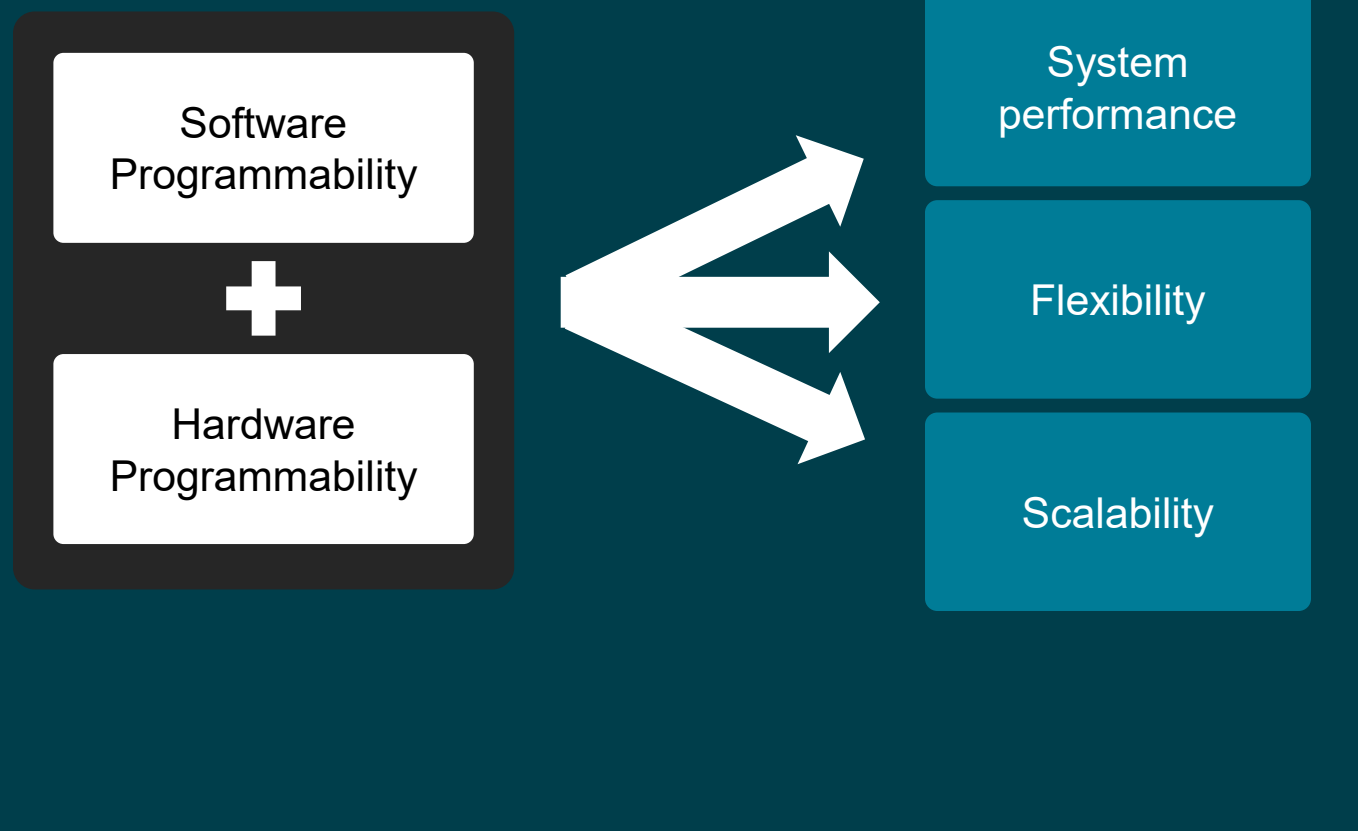 Software
Programmability
Hardware
Programmability
System
performance
Flexibility
Scalability